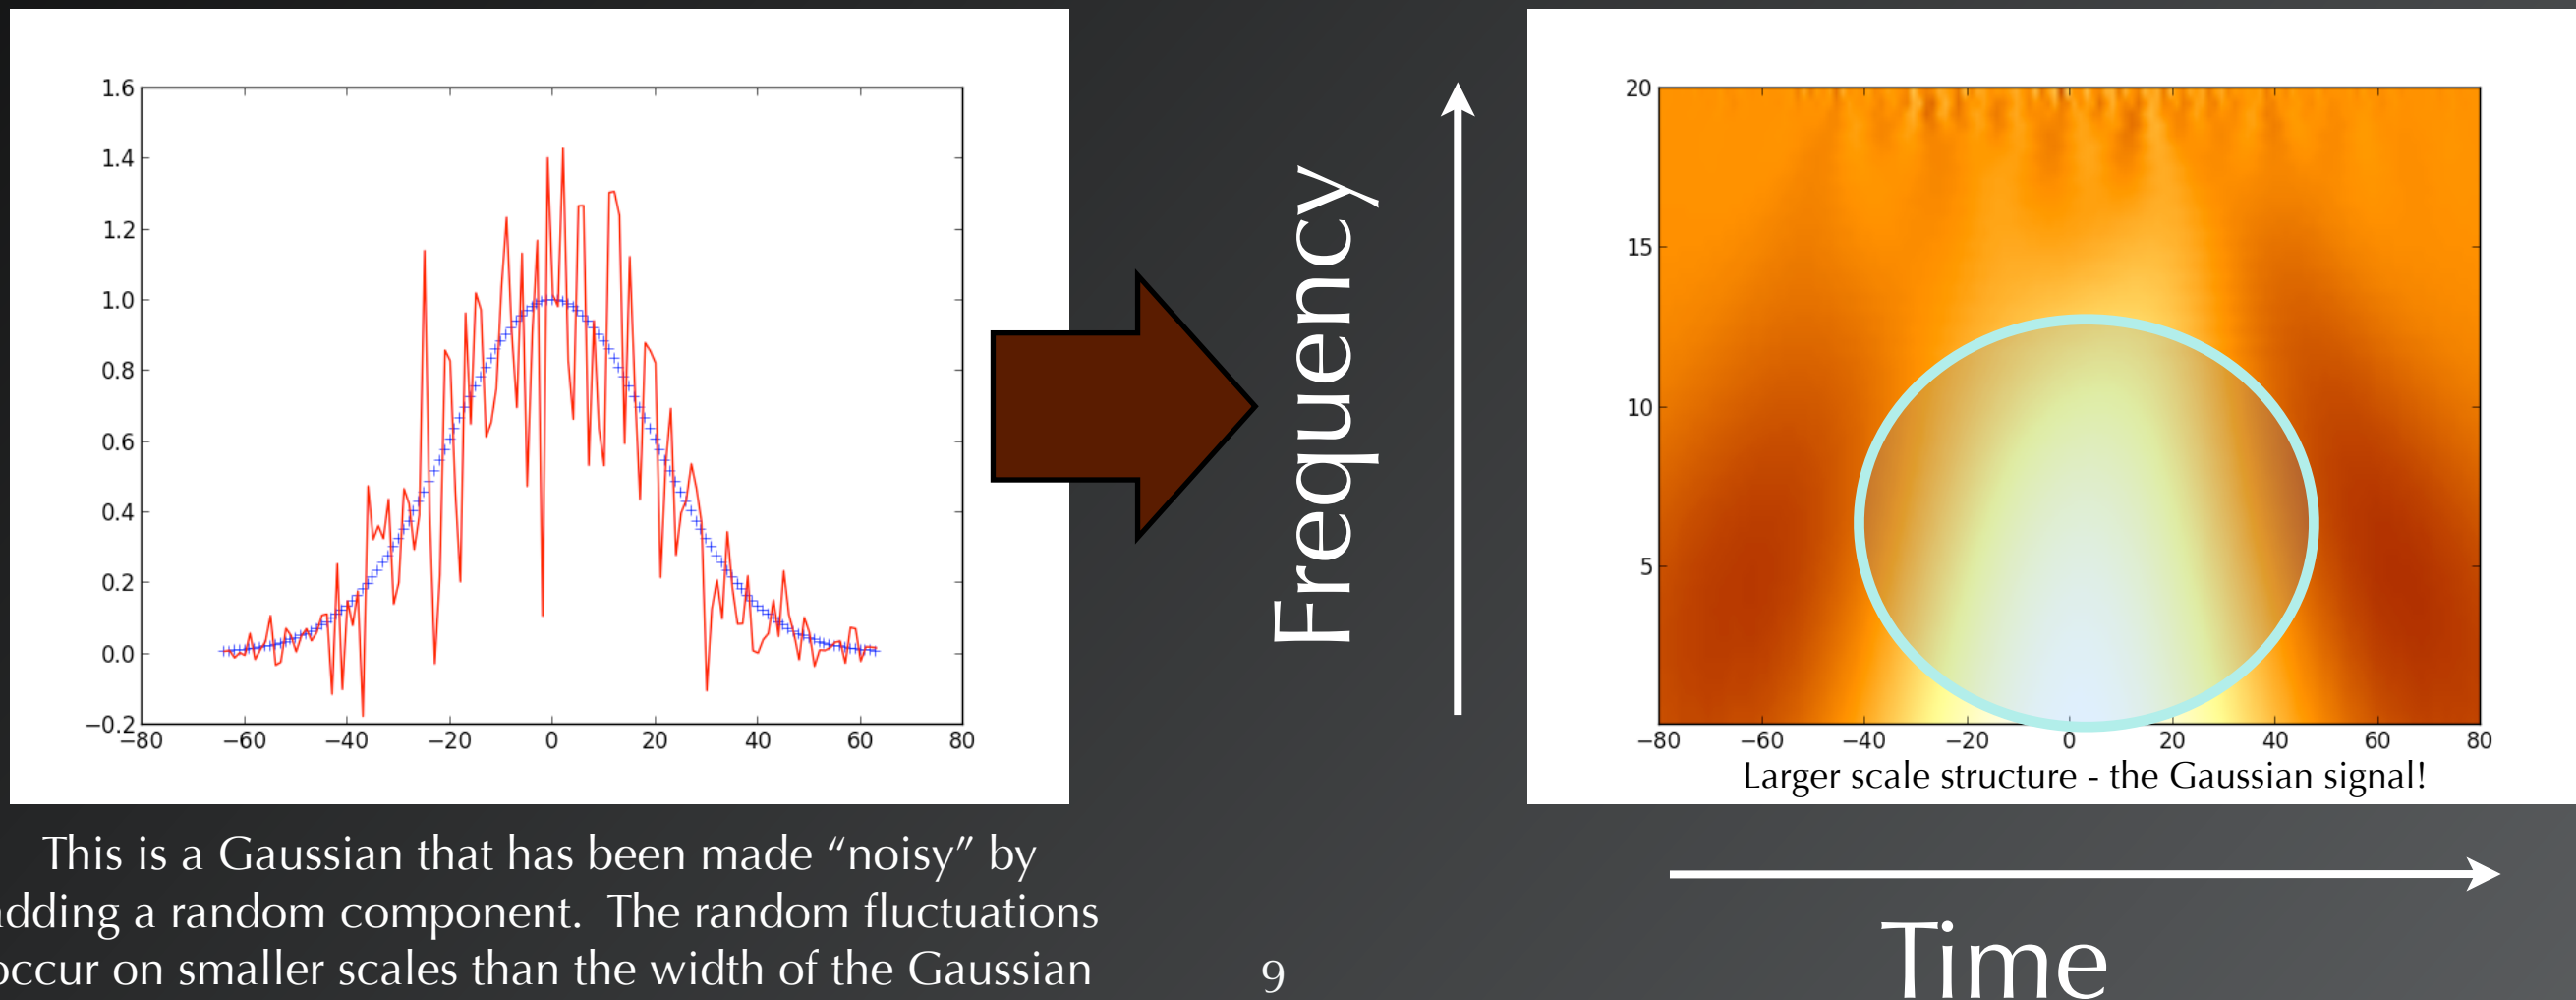 1.6
1.4
1.2
1.0
0.8
0.6
0.4
0.2
0.0
−0.2
−80 −60 −40 −20 0 20 40 60 80
Frequency
20
15
10
5
−80 −60 −40 −20 0 20 40 60 80
Larger scale structure - the Gaussian signal!
This is a Gaussian that has been made “noisy” by
adding a random component. The random fluctuations
occur on smaller scales than the width of the Gaussian
9
Time